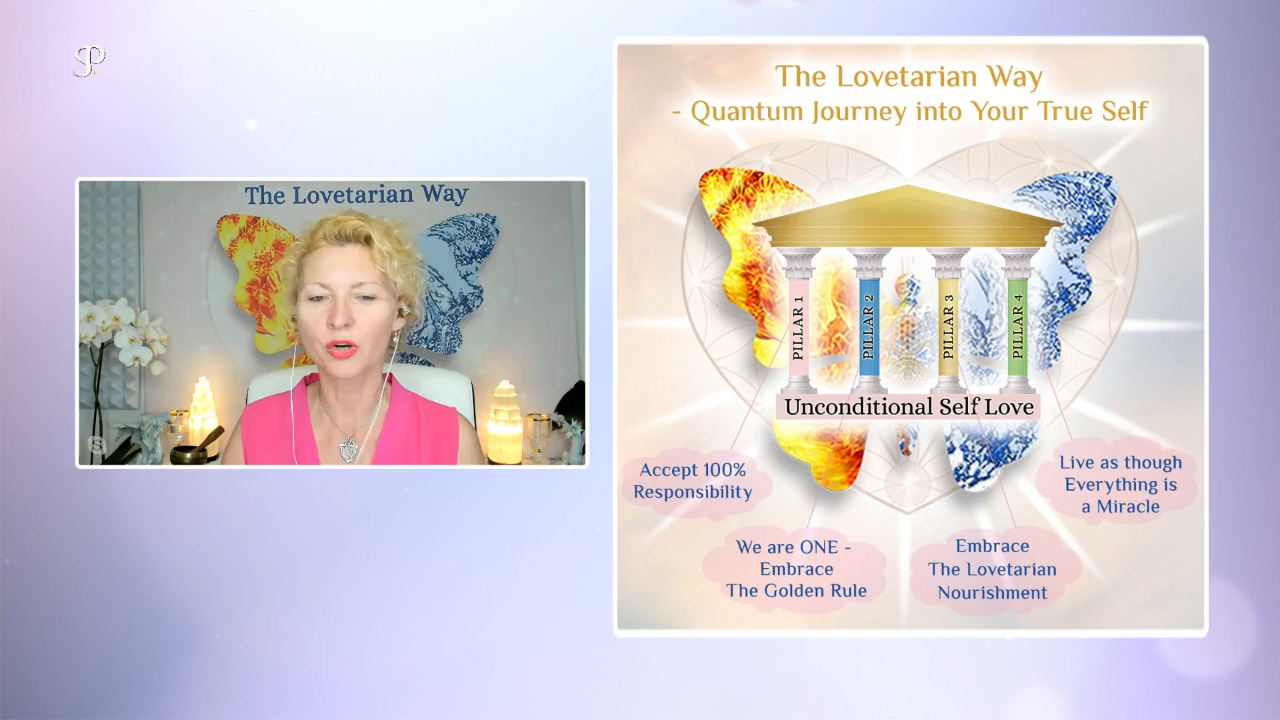 SP
The Lovetarian Way
S
The Lovetarian Way
- Quantum Journey into Your True Self
PILLAR 1
PILLAR 2
PILLAR 3
PILLAR 4
Unconditional Self Love
Accept 100%
Responsibility
We are ONE -
Embrace
The Golden Rule
Embrace
The Lovetarian
Nourishment
Live as though
Everything is
a Miracle